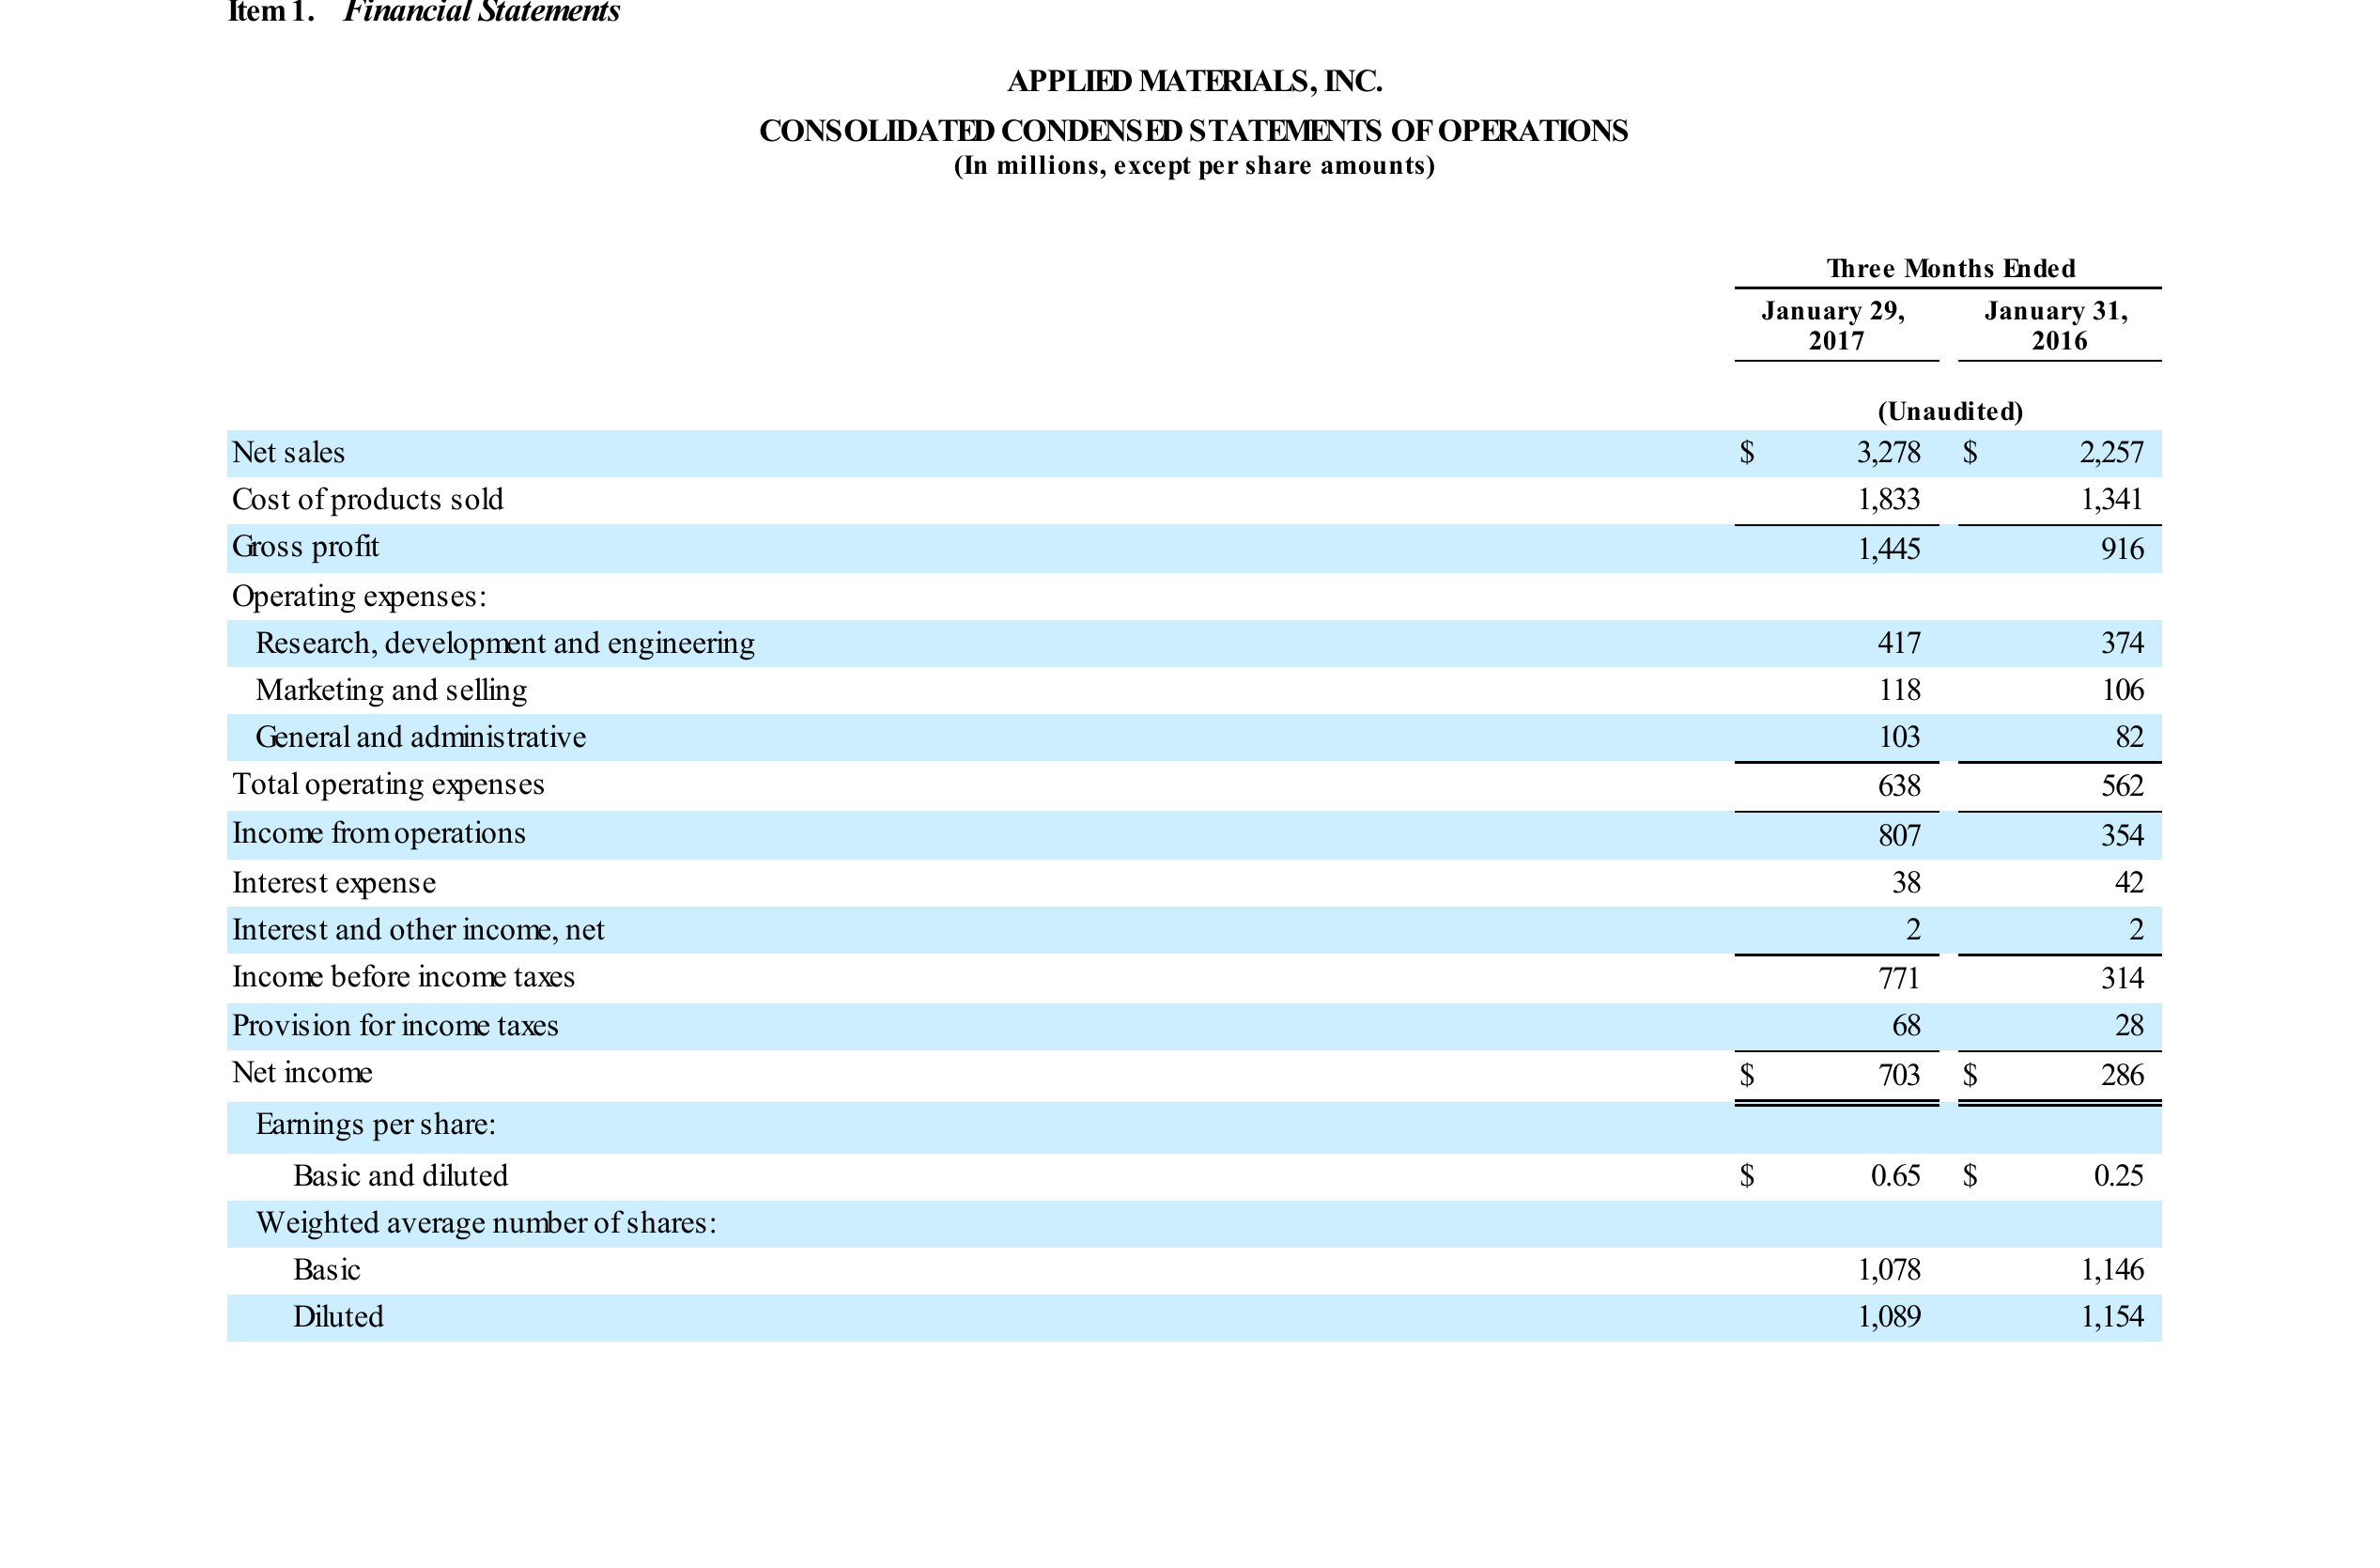 Item 1. Financial Statements
APPLIED MATERIALS, INC.
CONSOLIDATED CONDENSED STATEMENTS OF OPERATIONS
(In millions, except per share amounts)
Three Months Ended
January 29, 2017 January 31, 2016
(Unaudited)
Net sales $ 3,278 $ 2,257
Cost of products sold 1,833 1,341
Gross profit 1,445 916
Operating expenses:
Research, development and engineering 417 374
Marketing and selling 118 106
General and administrative 103 82
Total operating expenses 638 562
Income from operations 807 354
Interest expense 38 42
Interest and other income, net 2 2
Income before income taxes 771 314
Provision for income taxes 68 28
Net income $ 703 $ 286
Earnings per share:
Basic and diluted $ 0.65 $ 0.25
Weighted average number of shares:
Basic 1,078 1,146
Diluted 1,089 1,154